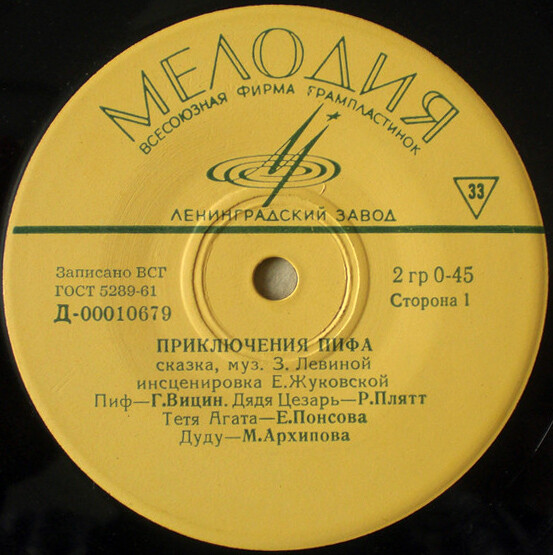 МЕЛОДИЯ
ВСЕСОЮЗНАЯ ФИРМА ГРАМПЛАСТИНОК
33
ЛЕНИНГРАДСКИЙ ЗАВОД
Записано ВСГ
ГОСТ 5289-61
Д-00010679
2 гр 0-45
Сторона 1
ПРИКЛЮЧЕНИЯ ПИФА
сказка, муз. З. Левиной
инсценировка Е.Жуковской
Пиф—Г.Вицин. Дядя Цезарь—Р.Плятт
Тетя Агата—Е.Понсова
Дуду—М.Архипова